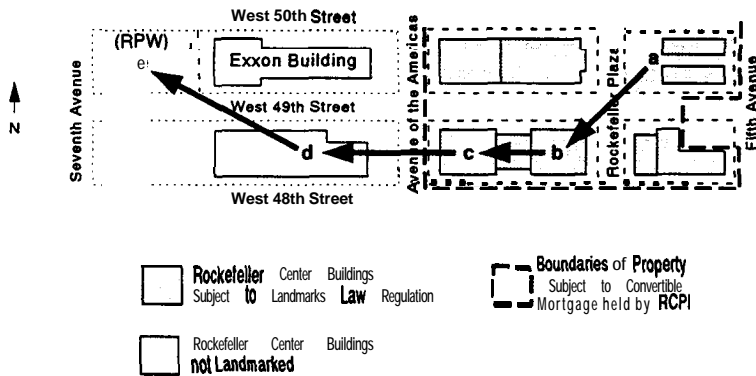 West 50th Street
(RPW)
e
Exxon Building
a
N
Seventh Avenue
West 49th Street
Avenue of the Americas
Rockefeller Plaza
Fifth Avenue
d
c
b
West 48th Street
Rockefeller Center Buildings
Subject to Landmarks Law Regulation
Boundaries of Property
Subject to Convertible
Mortgage held by RCPI
Rockefeller Center Buildings
not Landmarked